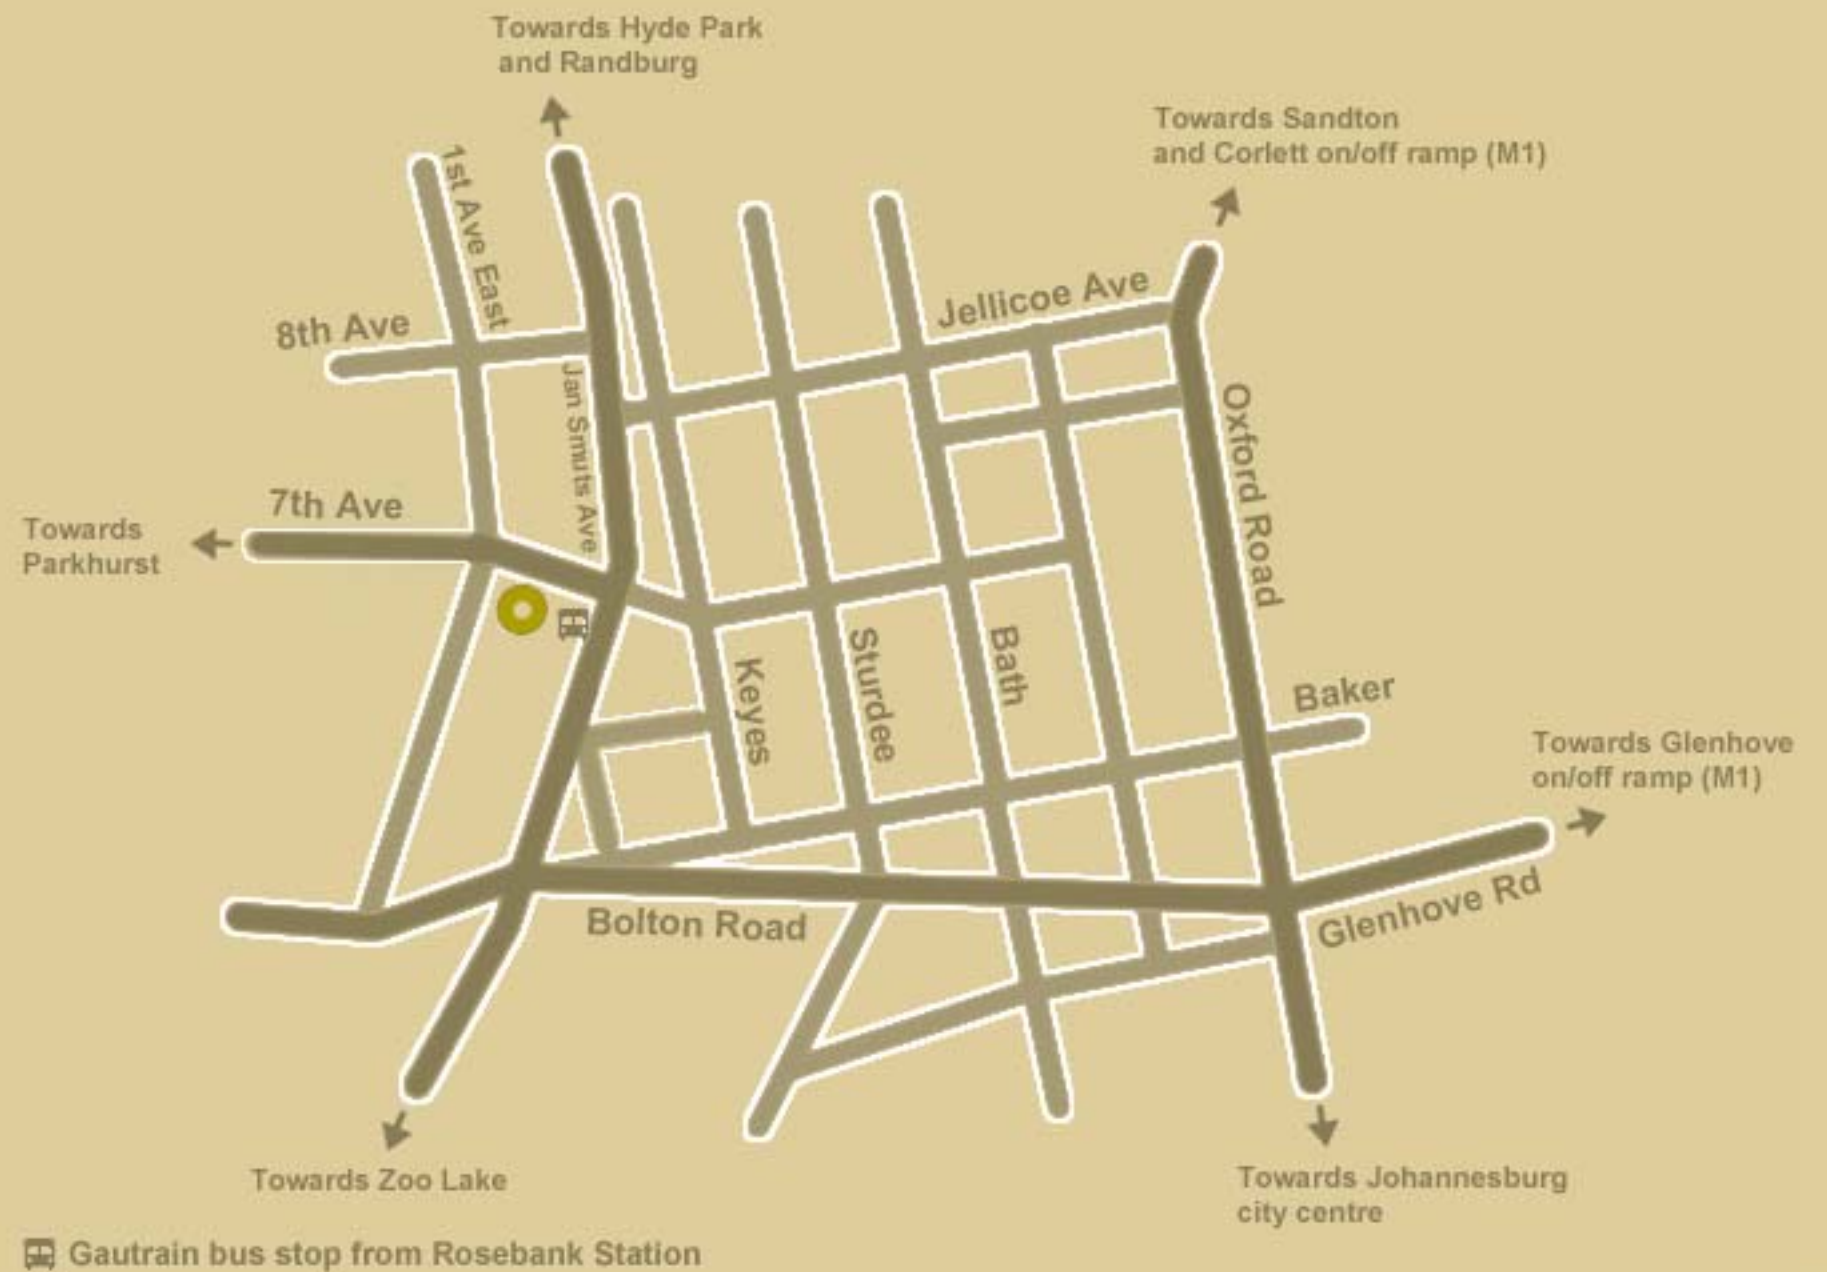 Towards Hyde Park
and Randburg
Towards Sandton
and Corlett on/off ramp (M1)
1st Ave East
8th Ave
Jellicoe Ave
Jan Smuts Ave
Oxford Road
7th Ave
Towards
Parkhurst
Keyes
Sturdee
Bath
Baker
Towards Glenhove
on/off ramp (M1)
Bolton Road
Glenhove Rd
Towards Zoo Lake
Towards Johannesburg
city centre
Gautrain bus stop from Rosebank Station